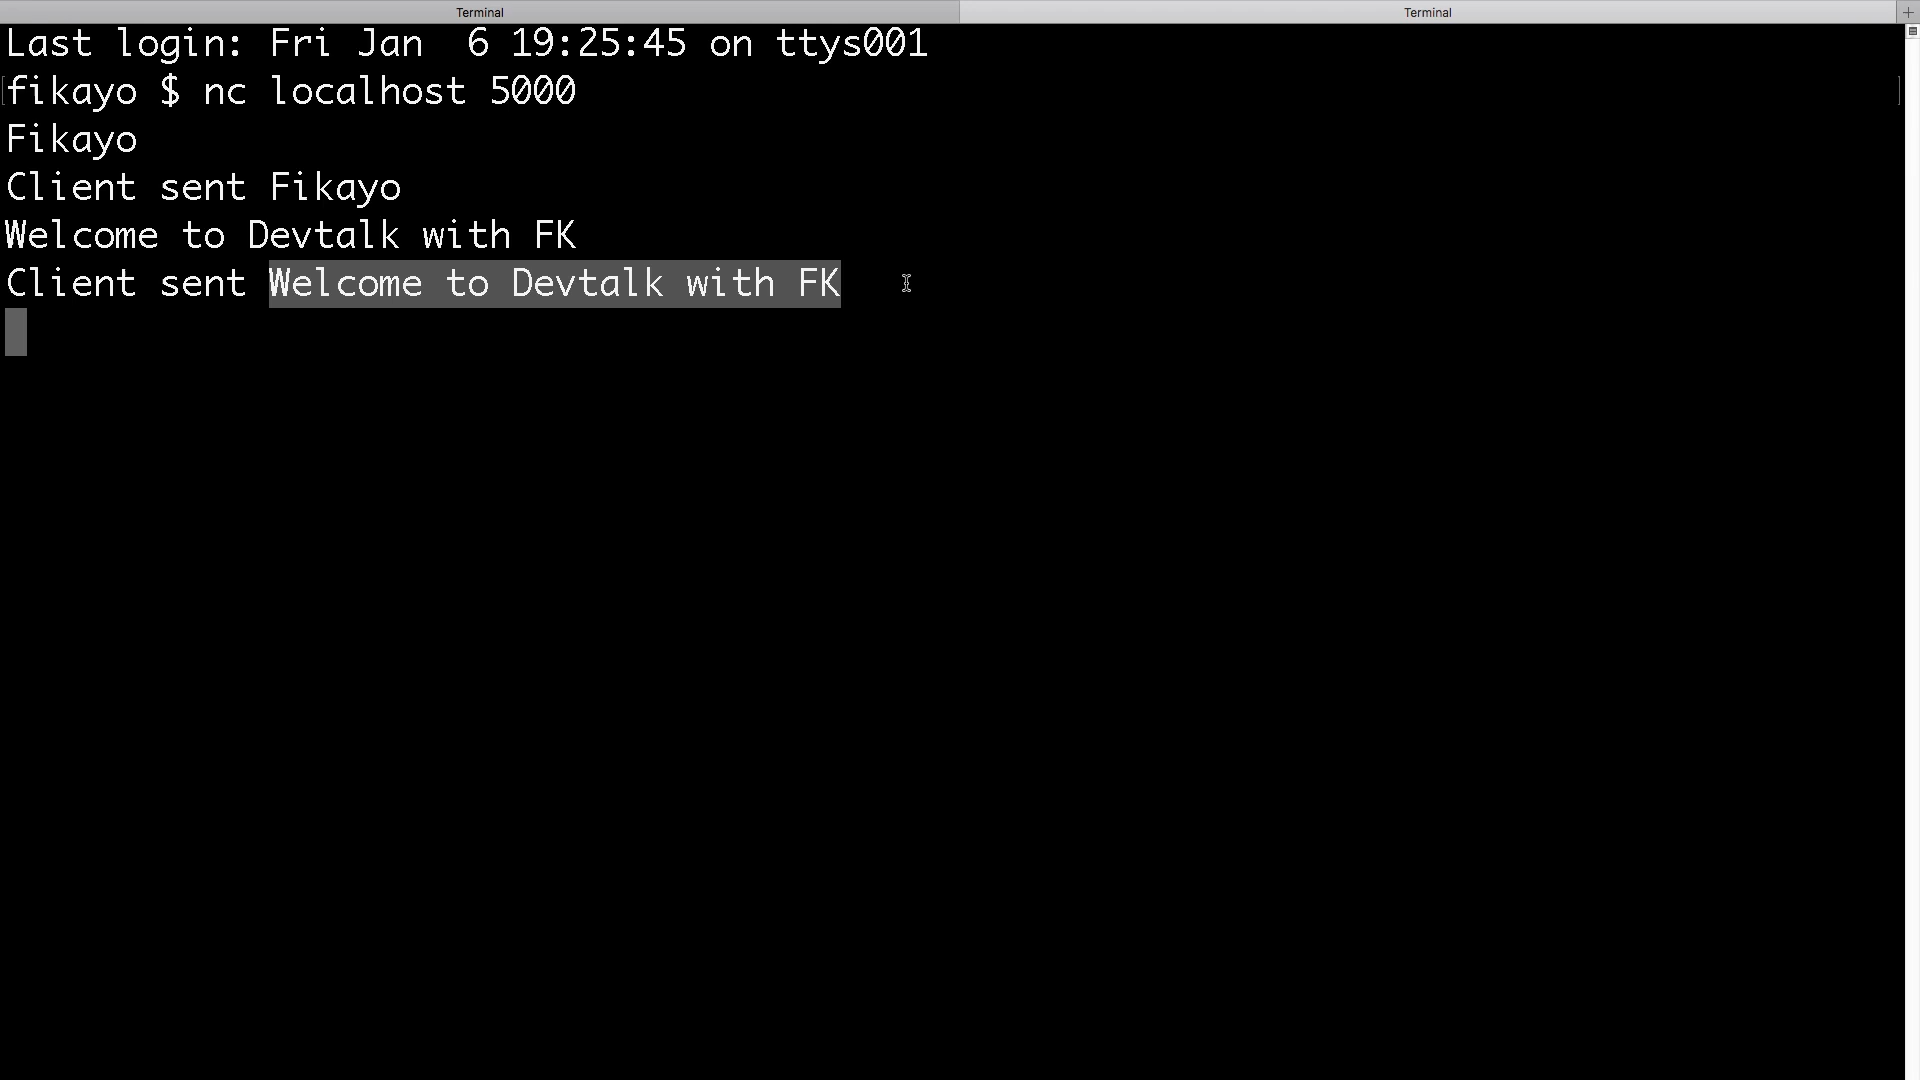 Terminal
Terminal
Last login: Fri Jan  6 19:25:45 on ttys001
[fikayo $ nc localhost 5000 ]
Fikayo
Client sent Fikayo
Welcome to Devtalk with FK
Client sent Welcome to Devtalk with FK